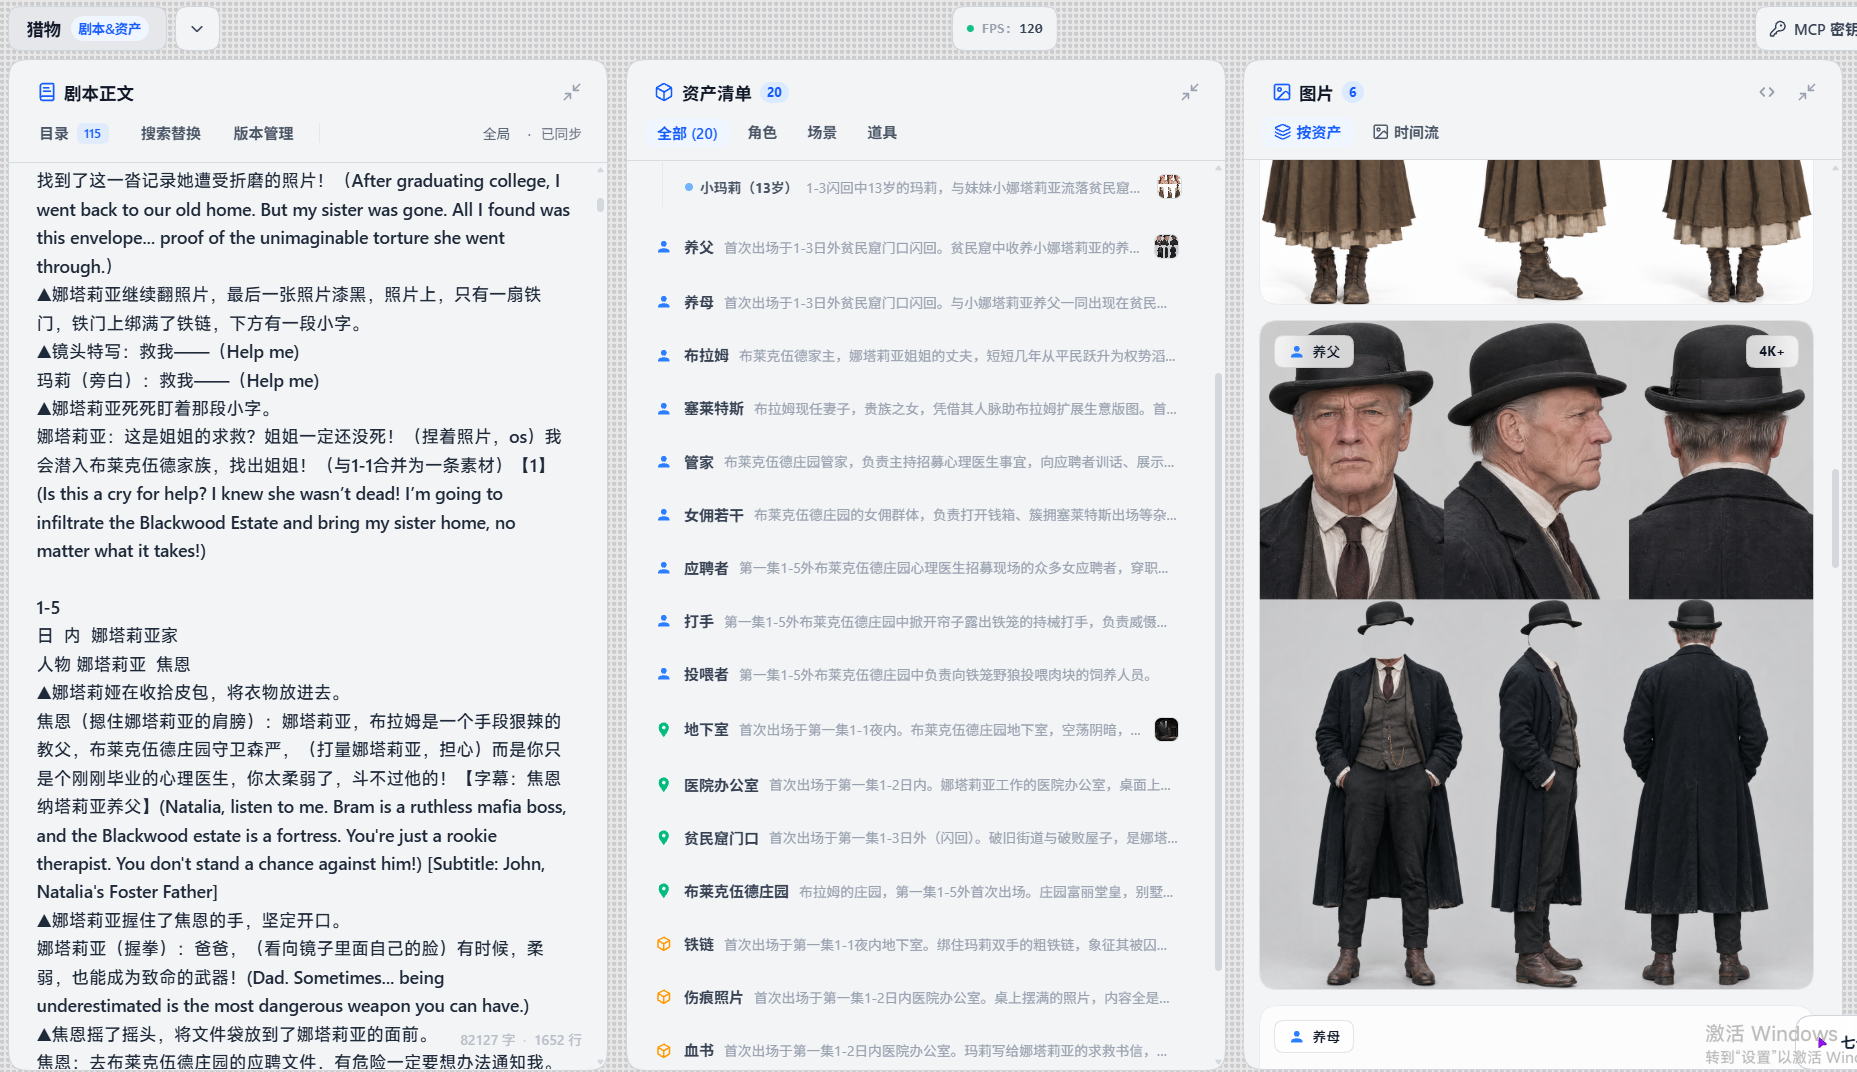 猎物 剧本&资产
FPS: 120
MCP 密钥
剧本正文
目录 115 搜索替换 版本管理 全局 · 已同步
找到了这一沓记录她遭受折磨的照片！（After graduating college, I
went back to our old home. But my sister was gone. All I found was
this envelope... proof of the unimaginable torture she went
through.)
▲娜塔莉亚继续翻照片，最后一张照片漆黑，照片上，只有一扇铁
门，铁门上绑满了铁链，下方有一段小字。
▲镜头特写：救我——（Help me)
玛莉（旁白）：救我——（Help me)
▲娜塔莉亚死死盯着那段小字。
娜塔莉亚：这是姐姐的求救？姐姐一定还没死！（捏着照片，os）我
会潜入布莱克伍德家族，找出姐姐！（与1-1合并为一条素材）【1】
(Is this a cry for help? I knew she wasn’t dead! I’m going to
infiltrate the Blackwood Estate and bring my sister home, no
matter what it takes!)
1-5
日 内 娜塔莉亚家
人物 娜塔莉亚 焦恩
▲娜塔莉娅在收拾皮包，将衣物放进去。
焦恩（摁住娜塔莉亚的肩膀）：娜塔莉亚，布拉姆是一个手段狠辣的
教父，布莱克伍德庄园守卫森严，（打量娜塔莉亚，担心）而是你只
是个刚刚毕业的心理医生，你太柔弱了，斗不过他的！【字幕：焦恩
纳塔莉亚养父】(Natalia, listen to me. Bram is a ruthless mafia boss,
and the Blackwood estate is a fortress. You're just a rookie
therapist. You don't stand a chance against him!) [Subtitle: John,
Natalia's Foster Father]
▲娜塔莉亚握住了焦恩的手，坚定开口。
娜塔莉亚（握拳）：爸爸，（看向镜子里面自己的脸）有时候，柔
弱，也能成为致命的武器！(Dad. Sometimes... being
underestimated is the most dangerous weapon you can have.)
▲焦恩摇了摇头，将文件袋放到了娜塔莉亚的面前。
82127 字 · 1652 行
焦恩：去布莱克伍德庄园的应聘文件，有危险一定要想办法通知我。
资产清单 20
全部 (20) 角色 场景 道具
小玛莉（13岁） 1-3闪回中13岁的玛莉，与妹妹小娜塔莉亚流落贫民窟...
养父 首次出场于1-3日外贫民窟门口闪回。贫民窟中收养小娜塔莉亚的养...
养母 首次出场于1-3日外贫民窟门口闪回。与小娜塔莉亚养父一同出现在贫民...
布拉姆 布莱克伍德家主，娜塔莉亚姐姐的丈夫，短短几年从平民跃升为权势滔...
塞莱特斯 布拉姆现任妻子，贵族之女，凭借其人脉助布拉姆扩展生意版图。首...
管家 布莱克伍德庄园管家，负责主持招募心理医生事宜，向应聘者训话、展示...
女佣若干 布莱克伍德庄园的女佣群体，负责打开钱箱、簇拥塞莱特斯出场等杂...
应聘者 第一集1-5外布莱克伍德庄园心理医生招募现场的众多女应聘者，穿职...
打手 第一集1-5外布莱克伍德庄园中掀开帘子露出铁笼的持械打手，负责威慑...
投喂者 第一集1-5外布莱克伍德庄园中负责向铁笼野狼投喂肉块的饲养人员。
地下室 首次出场于第一集1-1夜内。布莱克伍德庄园地下室，空荡阴暗，...
医院办公室 首次出场于第一集1-2日内。娜塔莉亚工作的医院办公室，桌面上...
贫民窟门口 首次出场于第一集1-3日外（闪回）。破旧街道与破败屋子，是娜塔...
布莱克伍德庄园 布拉姆的庄园，第一集1-5外首次出场。庄园富丽堂皇，别墅...
铁链 首次出场于第一集1-1夜内地下室。绑住玛莉双手的粗铁链，象征其被囚...
伤痕照片 首次出场于第一集1-2日内医院办公室。桌上摆满的照片，内容全是...
血书 首次出场于第一集1-2日内医院办公室。玛莉写给娜塔莉亚的求救书信，...
图片 6
按资产 时间流
养父
4K+
养母
激活 Windows
转到“设置”以激活 Win
七